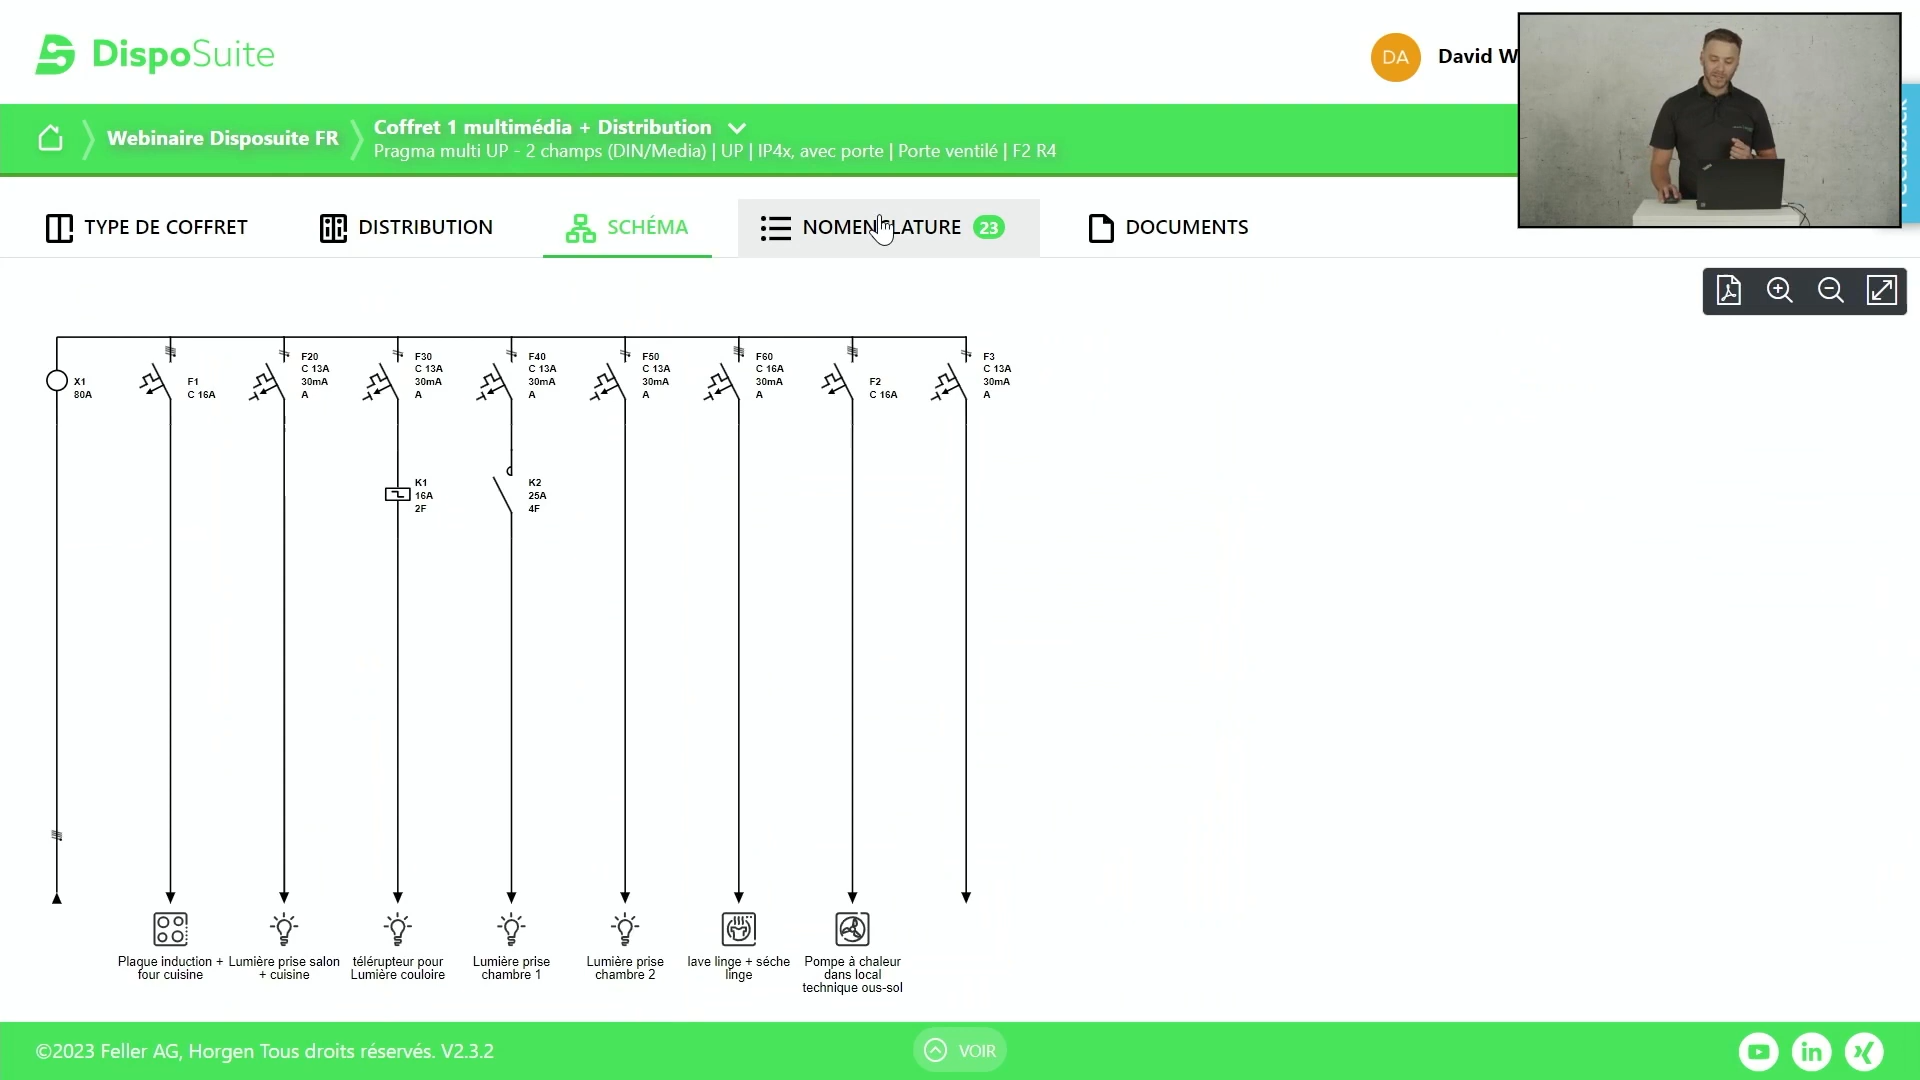 DispoSuite
DA
David W
Feedback
Webinaire Disposuite FR
Coffret 1 multimédia + Distribution
Pragma multi UP - 2 champs (DIN/Media) | UP | IP4x, avec porte | Porte ventilé | F2 R4
TYPE DE COFFRET
DISTRIBUTION
SCHÉMA
NOMENCLATURE 23
DOCUMENTS
X1
80A
F1
C 16A
F20
C 13A
30mA
A
F30
C 13A
30mA
A
F40
C 13A
30mA
A
F50
C 13A
30mA
A
F60
C 16A
30mA
A
F2
C 16A
F3
C 13A
30mA
A
K1
16A
2F
K2
25A
4F
Plaque induction +
four cuisine
Lumière prise salon
+ cuisine
télérupteur pour
Lumière couloire
Lumière prise
chambre 1
Lumière prise
chambre 2
lave linge + séche
linge
Pompe à chaleur
dans local
technique ous-sol
©2023 Feller AG, Horgen Tous droits réservés. V2.3.2
VOIR
in